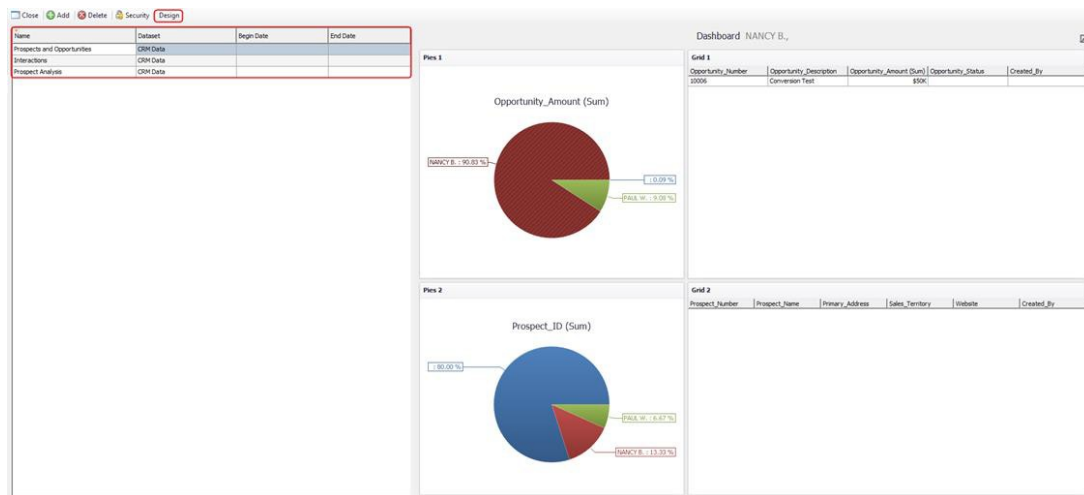 Close Add Delete Security Design
Name Dataset Begin Date End Date
Prospects and Opportunities CRM Data
Interactions CRM Data
Prospect Analysis CRM Data
Dashboard NANCY B.,
Pies 1
Opportunity_Amount (Sum)
NANCY B. : 90.83 %
: 0.09 %
PAUL W. : 9.08 %
Grid 1
Opportunity_Number Opportunity_Description Opportunity_Amount (Sum) Opportunity_Status Created_By
10006 Conversion Test $50K
Pies 2
Prospect_ID (Sum)
: 80.00 %
PAUL W. : 6.67 %
NANCY B. : 13.33 %
Grid 2
Prospect_Number Prospect_Name Primary_Address Sales_Territory Website Created_By